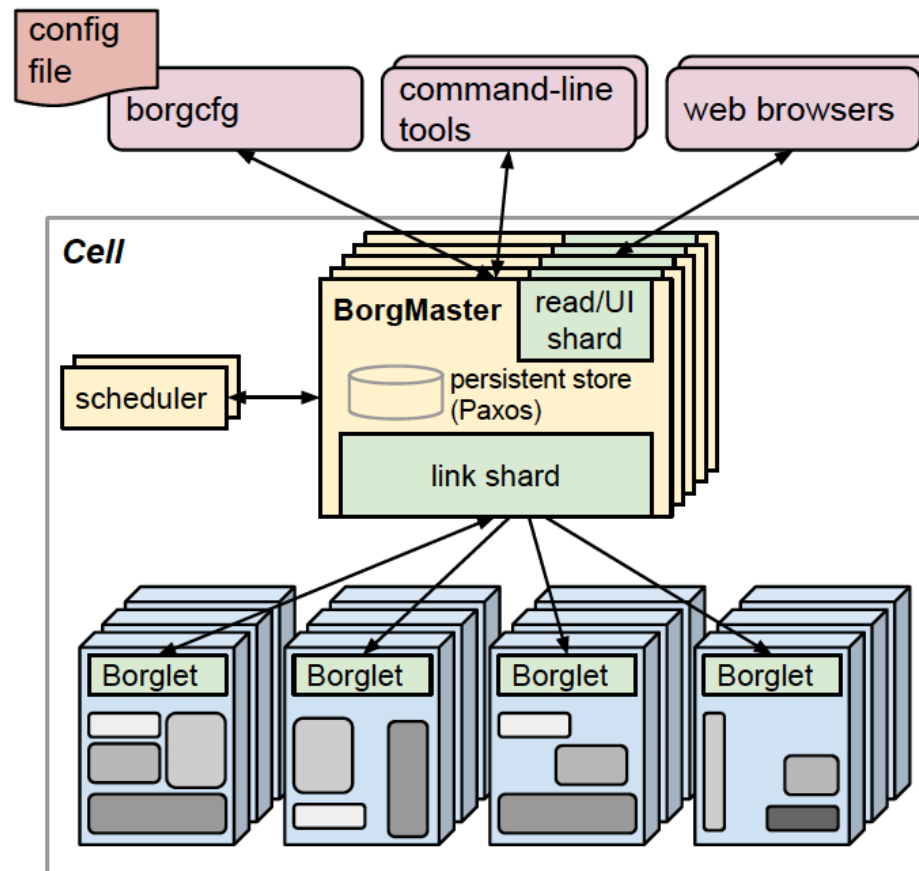 config
file
borgcfg
command-line
tools
web browsers
Cell
BorgMaster
read/UI
shard
persistent store
(Paxos)
scheduler
link shard
Borglet
Borglet
Borglet
Borglet